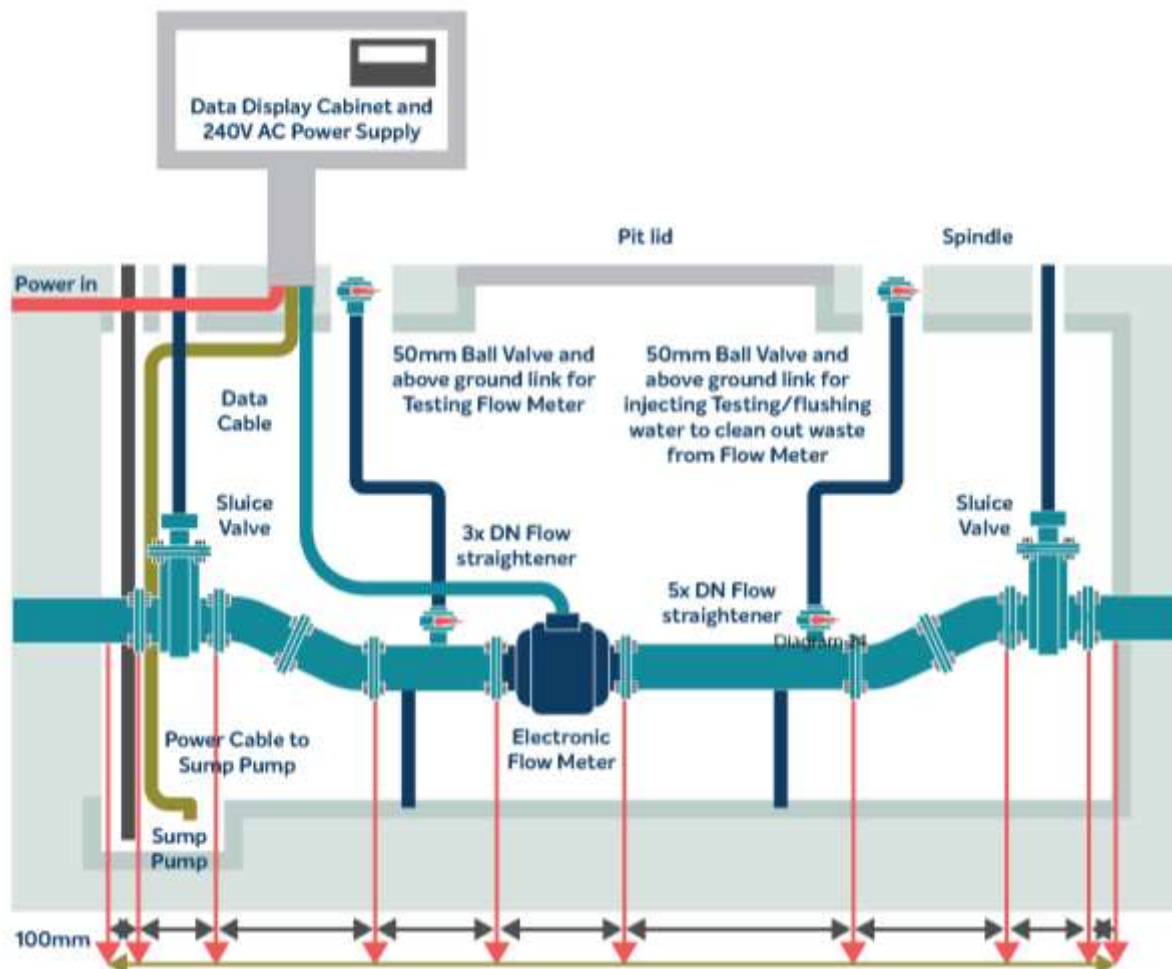 Data Display Cabinet and
240V AC Power Supply
Pit lid
Spindle
Power in
50mm Ball Valve and
above ground link for
Testing Flow Meter
50mm Ball Valve and
above ground link for
injecting Testing/flushing
water to clean out waste
from Flow Meter
Data
Cable
Sluice
Valve
3x DN Flow
straightener
5x DN Flow
straightener
Sluice
Valve
Power Cable to
Sump Pump
Electronic
Flow Meter
Sump
Pump
100mm